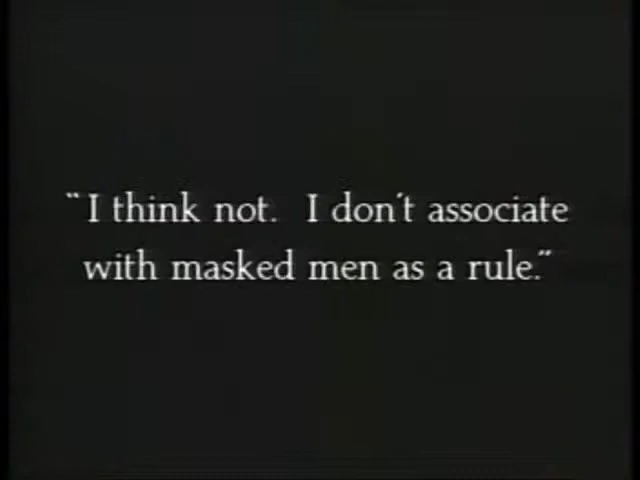 "I think not. I don't associate
with masked men as a rule."